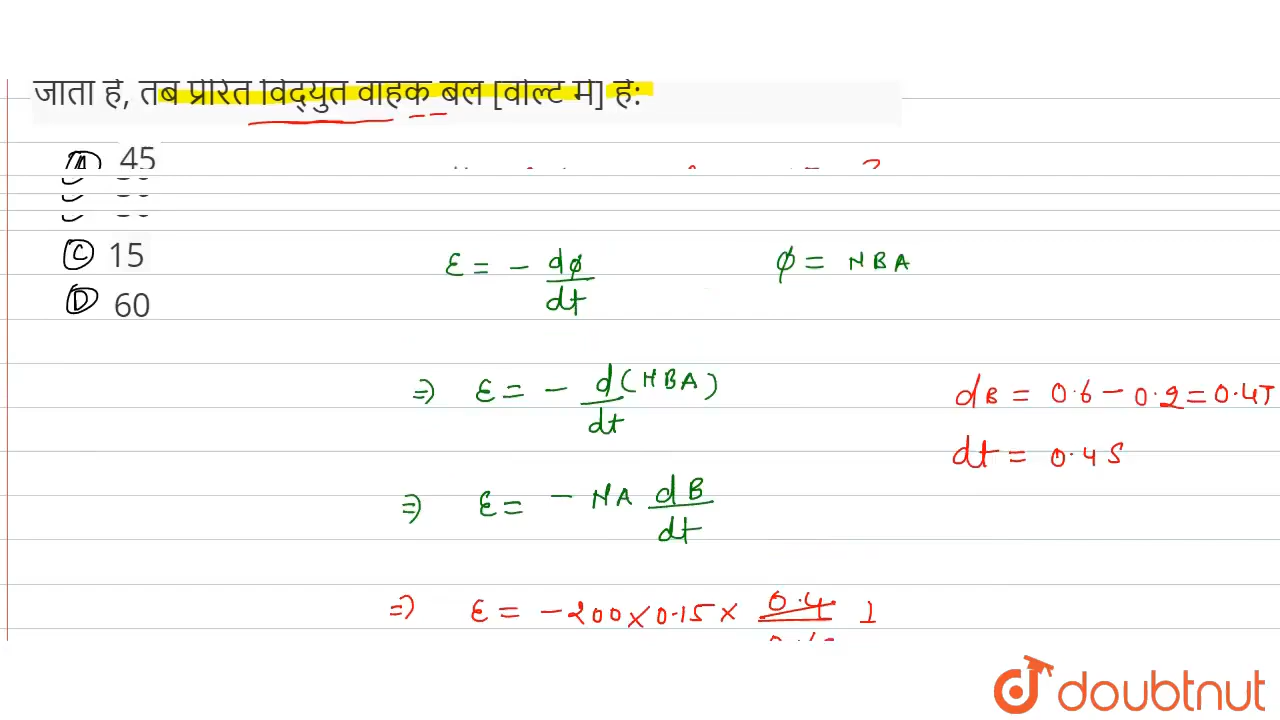 जाता है, तब प्रेरित विद्युत वाहक बल [वोल्ट में] है:
A 45
C 15
D 60
ε = - dφ/dt φ = NBA
⇒ ε = - d(NBA)/dt
dB = 0.6 - 0.2 = 0.4T
dt = 0.4 S
⇒ ε = - NA dB/dt
⇒ ε = - 200 × 0.15 × 0.4 1
doubtnut